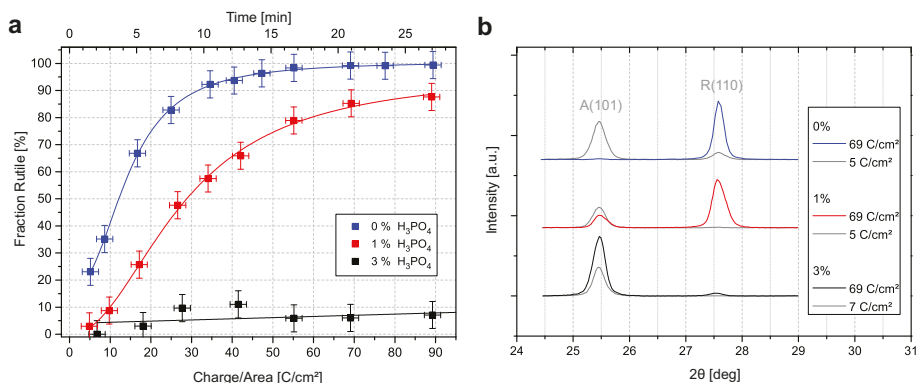 a
Time [min]
0 5 10 15 20 25
Fraction Rutile [%]
100
90
80
70
60
50
40
30
20
10
0
0 % H₃PO₄
1 % H₃PO₄
3 % H₃PO₄
0 10 20 30 40 50 60 70 80 90
Charge/Area [C/cm²]
b
Intensity [a.u.]
A(101)
R(110)
0%
69 C/cm²
5 C/cm²
1%
69 C/cm²
5 C/cm²
3%
69 C/cm²
7 C/cm²
24 25 26 27 28 29 30 31
2θ [deg]